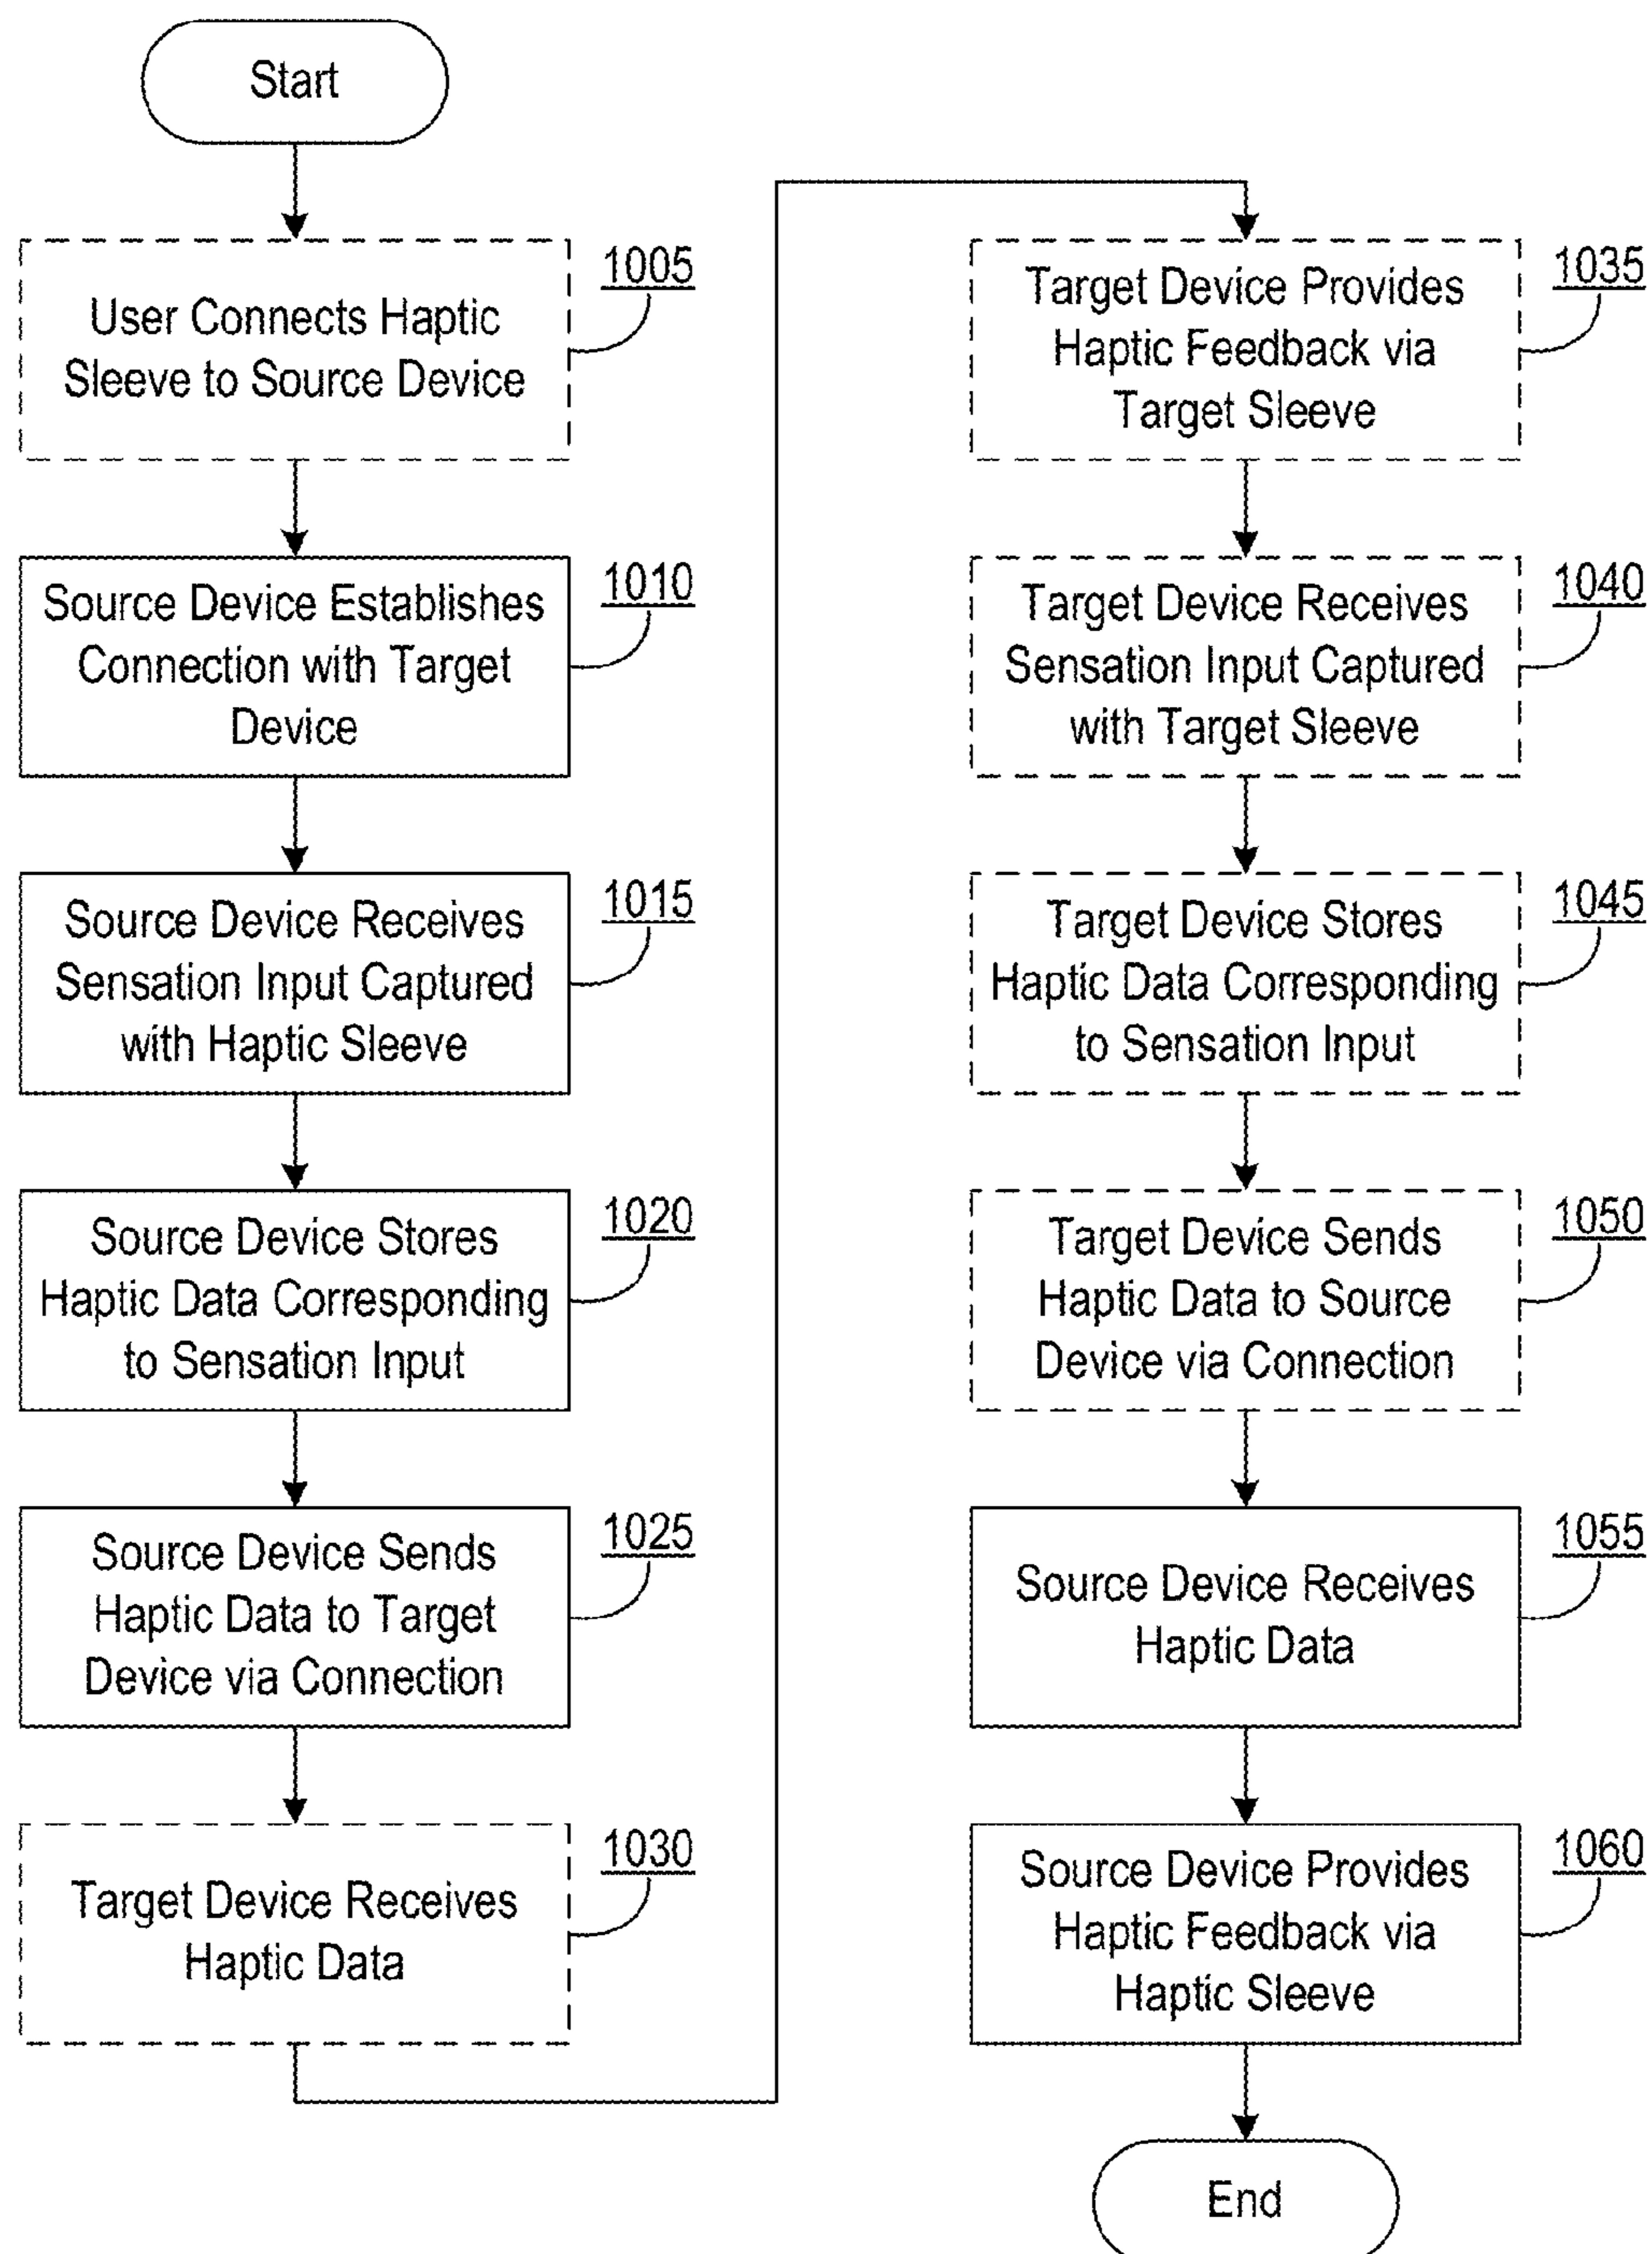 Start
User Connects Haptic
Sleeve to Source Device
1005
Source Device Establishes
Connection with Target
Device
1010
Source Device Receives
Sensation Input Captured
with Haptic Sleeve
1015
Source Device Stores
Haptic Data Corresponding
to Sensation Input
1020
Source Device Sends
Haptic Data to Target
Device via Connection
1025
Target Device Receives
Haptic Data
1030
Target Device Provides
Haptic Feedback via
Target Sleeve
1035
Target Device Receives
Sensation Input Captured
with Target Sleeve
1040
Target Device Stores
Haptic Data Corresponding
to Sensation Input
1045
Target Device Sends
Haptic Data to Source
Device via Connection
1050
Source Device Receives
Haptic Data
1055
Source Device Provides
Haptic Feedback via
Haptic Sleeve
1060
End